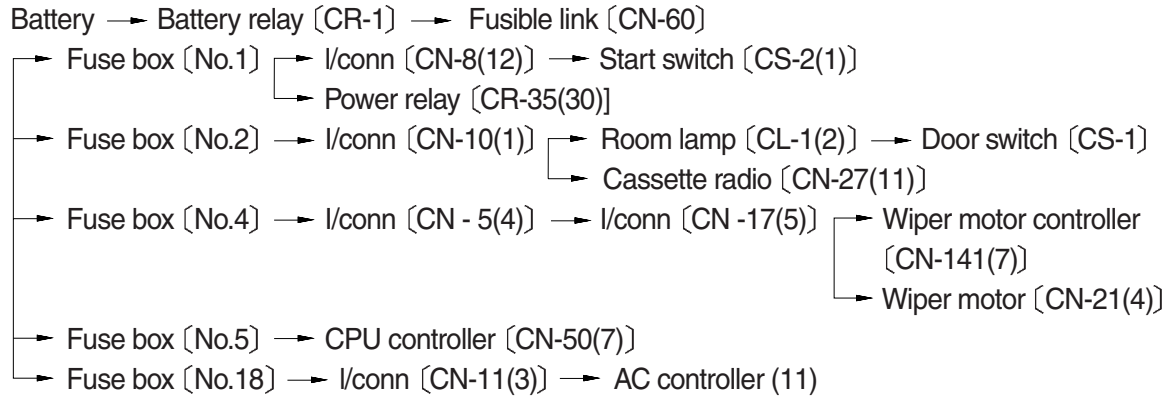 Battery → Battery relay〔CR-1〕 → Fusible link〔CN-60〕
Fuse box〔No.1〕 → I/conn〔CN-8(12)〕 → Start switch〔CS-2(1)〕
→ Power relay〔CR-35(30)]
Fuse box〔No.2〕 → I/conn〔CN-10(1)〕 → Room lamp〔CL-1(2)〕 → Door switch〔CS-1〕
→ Cassette radio〔CN-27(11)〕
Fuse box〔No.4〕 → I/conn〔CN - 5(4)〕 → I/conn〔CN -17(5)〕 → Wiper motor controller
〔CN-141(7)〕
→ Wiper motor〔CN-21(4)〕
Fuse box〔No.5〕 → CPU controller〔CN-50(7)〕
Fuse box〔No.18〕 → I/conn〔CN-11(3)〕 → AC controller (11)